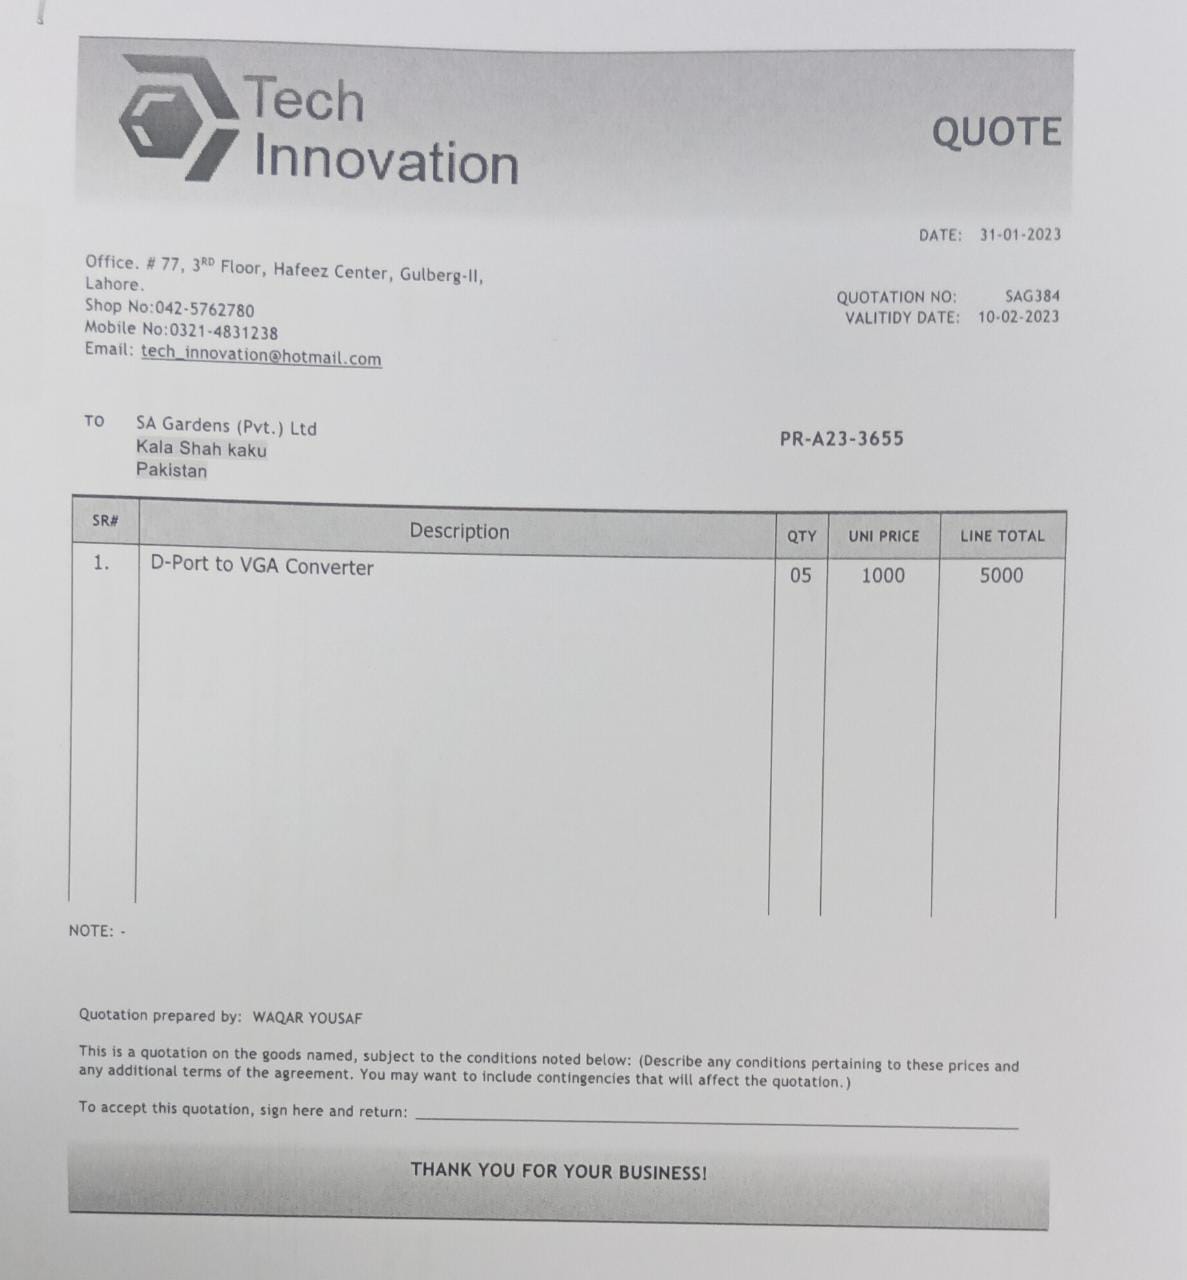 Tech
Innovation
QUOTE
DATE: 31-01-2023
Office. # 77, 3RD Floor, Hafeez Center, Gulberg-II,
Lahore.
Shop No:042-5762780
Mobile No:0321-4831238
Email: tech_innovation@hotmail.com
QUOTATION NO: SAG384
VALITIDY DATE: 10-02-2023
TO SA Gardens (Pvt.) Ltd
Kala Shah kaku
Pakistan
PR-A23-3655
SR# Description QTY UNI PRICE LINE TOTAL
1. D-Port to VGA Converter 05 1000 5000
NOTE: -
Quotation prepared by: WAQAR YOUSAF
This is a quotation on the goods named, subject to the conditions noted below: (Describe any conditions pertaining to these prices and
any additional terms of the agreement. You may want to include contingencies that will affect the quotation.)
To accept this quotation, sign here and return:
THANK YOU FOR YOUR BUSINESS!